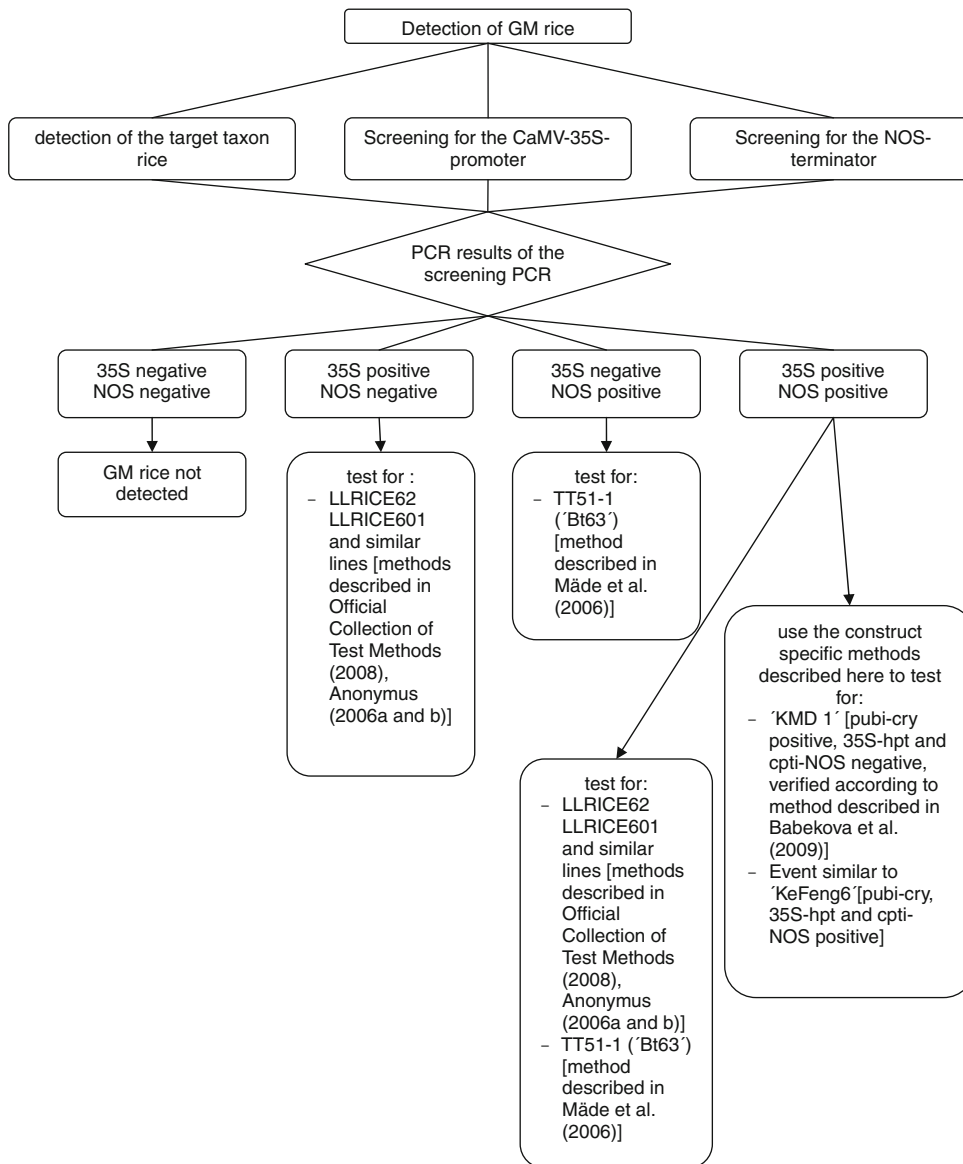 Detection of GM rice
detection of the target taxon
rice
Screening for the CaMV-35S-
promoter
Screening for the NOS-
terminator
PCR results of the
screening PCR
35S negative
NOS negative
35S positive
NOS negative
35S negative
NOS positive
35S positive
NOS positive
GM rice not
detected
test for :
– LLRICE62
LLRICE601
and similar
lines [methods
described in
Official
Collection of
Test Methods
(2008),
Anonymus
(2006a and b)]
test for:
– TT51-1
(´Bt63´)
[method
described in
Mäde et al.
(2006)]
test for:
– LLRICE62
LLRICE601
and similar
lines [methods
described in
Official
Collection of
Test Methods
(2008),
Anonymus
(2006a and b)]
– TT51-1 (´Bt63´)
[method
described in
Mäde et al.
(2006)]
use the construct
specific methods
described here to test
for:
– ´KMD 1´ [pubi-cry
positive, 35S-hpt and
cpti-NOS negative,
verified according to
method described in
Babekova et al.
(2009)]
– Event similar to
´KeFeng6´[pubi-cry,
35S-hpt and cpti-
NOS positive]